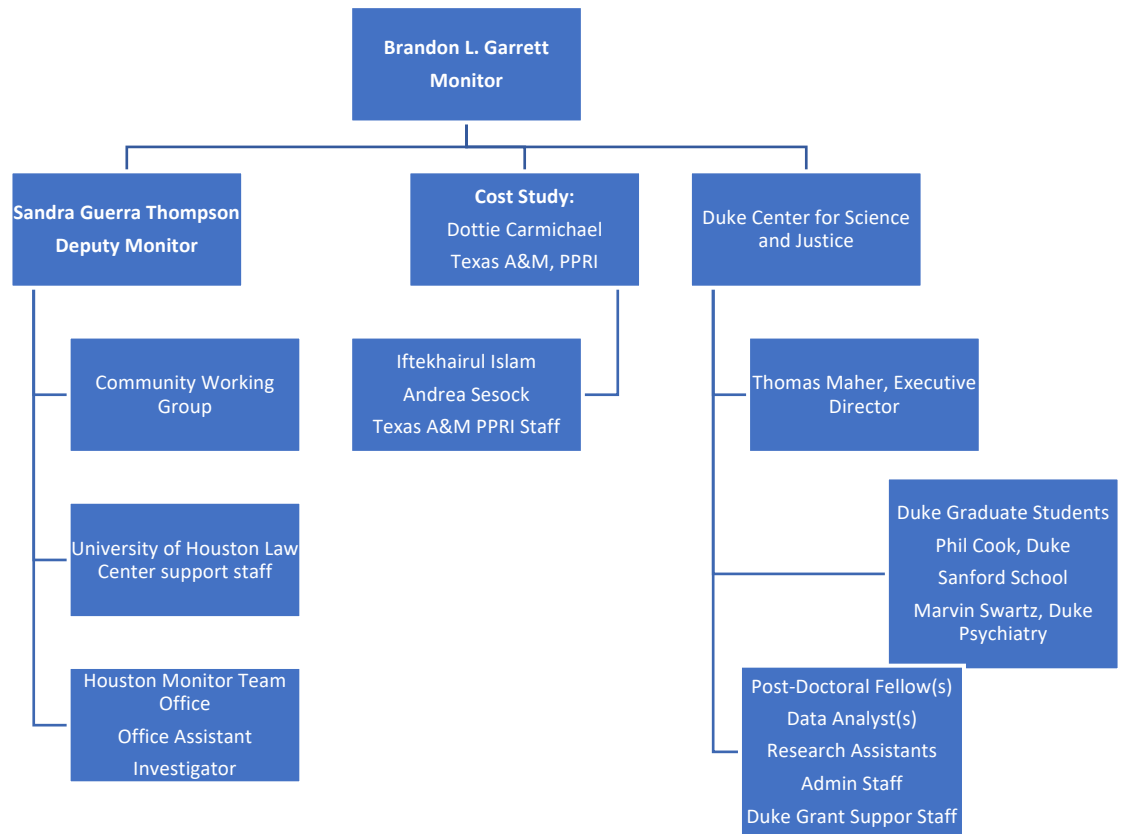 Brandon L. Garrett
Monitor
Sandra Guerra Thompson
Deputy Monitor
Cost Study:
Dottie Carmichael
Texas A&M, PPRI
Duke Center for Science
and Justice
Community Working
Group
Iftekhairul Islam
Andrea Sesock
Texas A&M PPRI Staff
Thomas Maher, Executive
Director
University of Houston Law
Center support staff
Duke Graduate Students
Phil Cook, Duke
Sanford School
Marvin Swartz, Duke
Psychiatry
Houston Monitor Team
Office
Office Assistant
Investigator
Post-Doctoral Fellow(s)
Data Analyst(s)
Research Assistants
Admin Staff
Duke Grant Suppor Staff